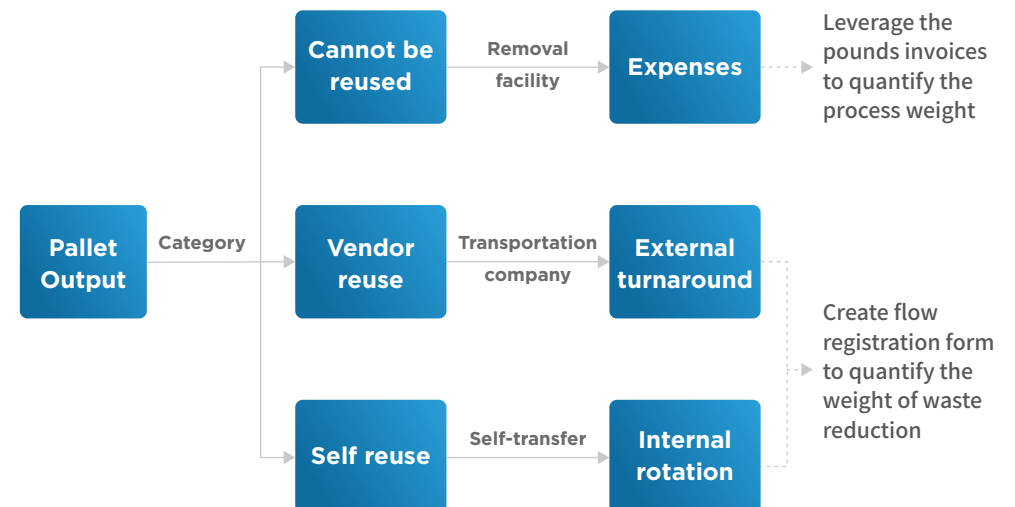 Cannot be
reused
Removal
facility
Expenses
Leverage the
pounds invoices
to quantify the
process weight
Pallet
Output
Category
Vendor
reuse
Transportation
company
External
turnaround
Create flow
registration form
to quantify the
weight of waste
reduction
Self reuse
Self-transfer
Internal
rotation